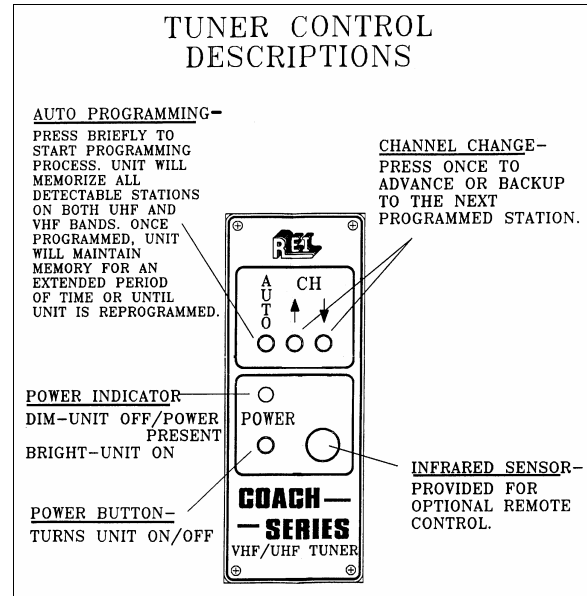 TUNER CONTROL
DESCRIPTIONS
AUTO PROGRAMMING-
PRESS BRIEFLY TO
START PROGRAMMING
PROCESS. UNIT WILL
MEMORIZE ALL
DETECTABLE STATIONS
ON BOTH UHF AND
VHF BANDS. ONCE
PROGRAMMED, UNIT
WILL MAINTAIN
MEMORY FOR AN
EXTENDED PERIOD
OF TIME OR UNTIL
UNIT IS REPROGRAMMED.
CHANNEL CHANGE-
PRESS ONCE TO
ADVANCE OR BACKUP
TO THE NEXT
PROGRAMMED STATION.
REI
AUTO
CH
POWER INDICATOR
DIM-UNIT OFF/POWER
PRESENT
BRIGHT-UNIT ON
POWER
POWER BUTTON-
TURNS UNIT ON/OFF
INFRARED SENSOR-
PROVIDED FOR
OPTIONAL REMOTE
CONTROL.
COACH-
-SERIES
VHF/UHF TUNER